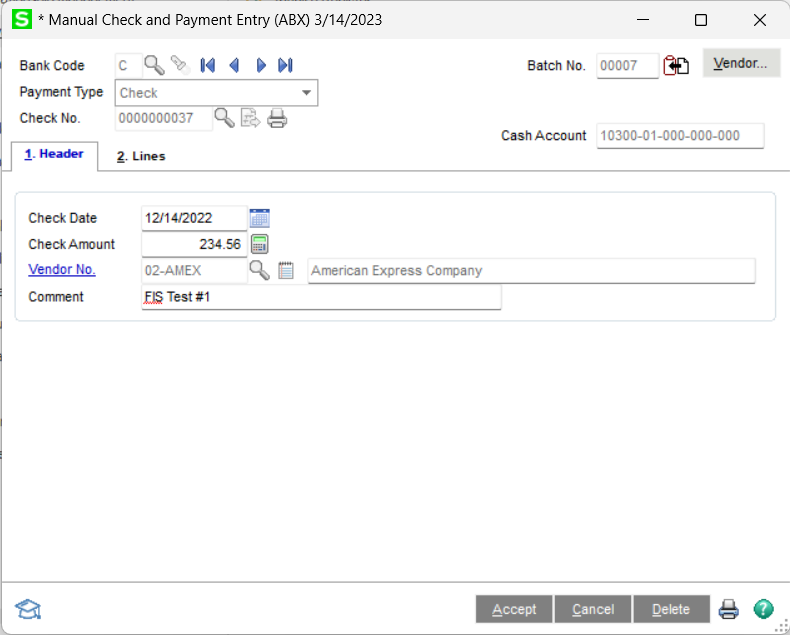 S * Manual Check and Payment Entry (ABX) 3/14/2023
Bank Code C Batch No. 00007 Vendor...
Payment Type Check
Check No. 0000000037
Cash Account 10300-01-000-000-000
1. Header 2. Lines
Check Date 12/14/2022
Check Amount 234.56
Vendor No. 02-AMEX American Express Company
Comment FIS Test #1
Accept Cancel Delete ?